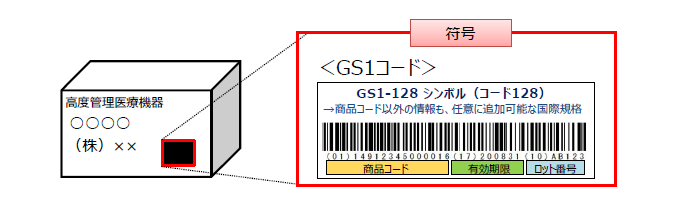 符号
<GS1コード>
高度管理医療機器
○○○○
（株）××
GS1-128 シンボル（コード128）
→商品コード以外の情報も、任意に追加可能な国際規格
(01)14912345000016(17)200831(10)AB123
商品コード
有効期限
ロット番号